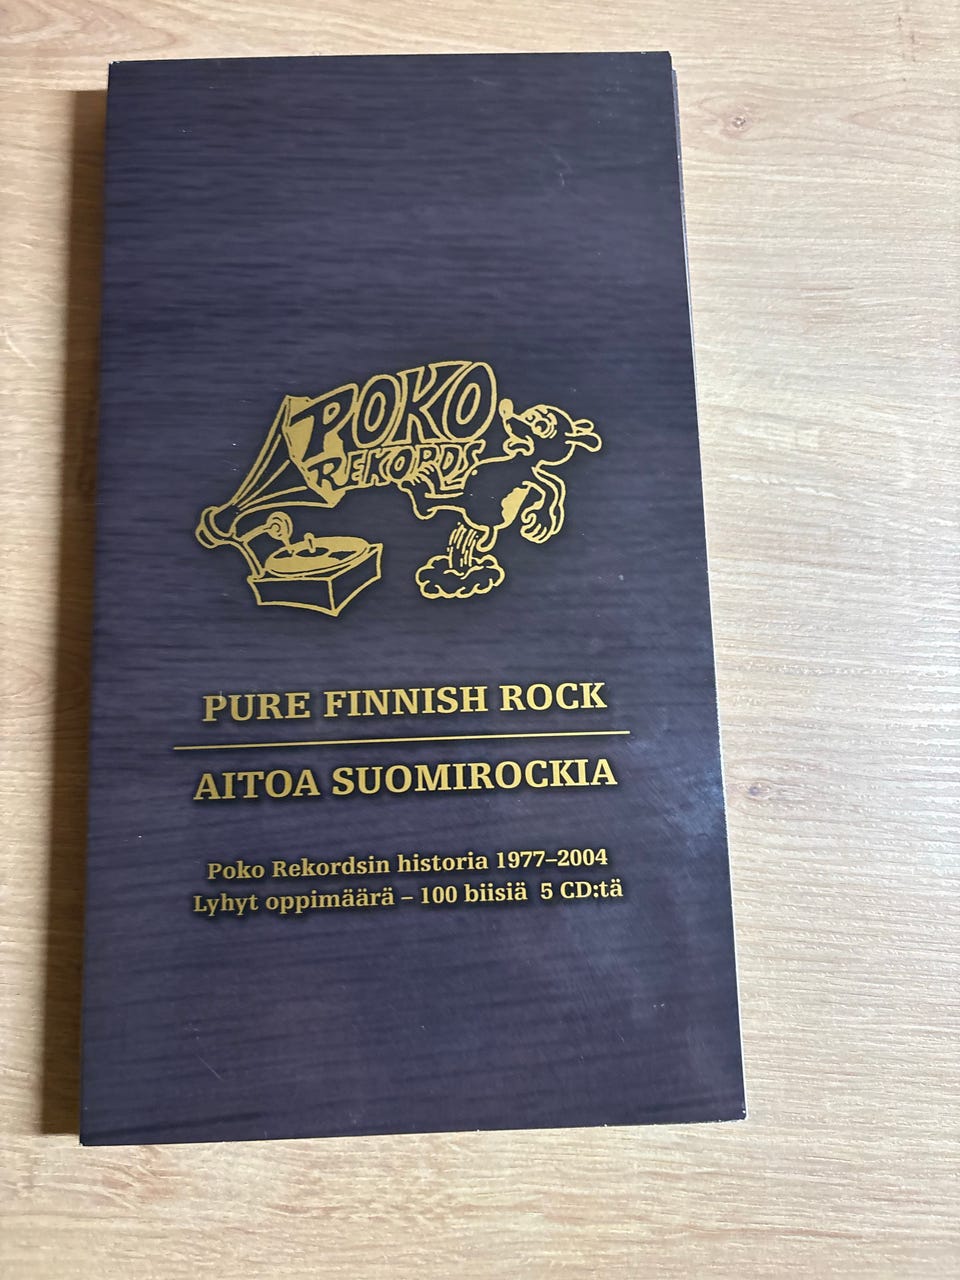 POKO
REKORDS
PURE FINNISH ROCK
AITOA SUOMIROCKIA
Poko Rekordsin historia 1977–2004
Lyhyt oppimäärä – 100 biisiä 5 CD:tä